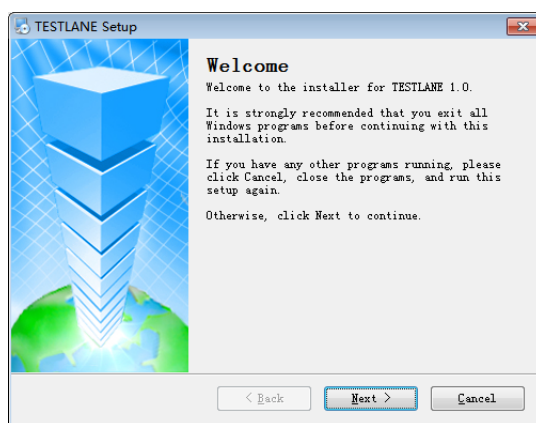 TESTLANE Setup
Welcome
Welcome to the installer for TESTLANE 1.0.
It is strongly recommended that you exit all
Windows programs before continuing with this
installation.
If you have any other programs running, please
click Cancel, close the programs, and run this
setup again.
Otherwise, click Next to continue.
< Back
Next >
Cancel